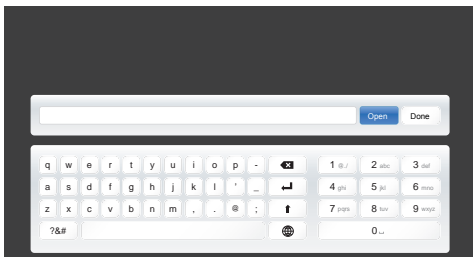 Open Done
q w e r t y u i o p - 1 @./ 2 abc 3 def
a s d f g h j k l ' _ 4 ghi 5 jkl 6 mno
z x c v b n m , . @ ; 7 pqrs 8 tuv 9 wxyz
?&# 0